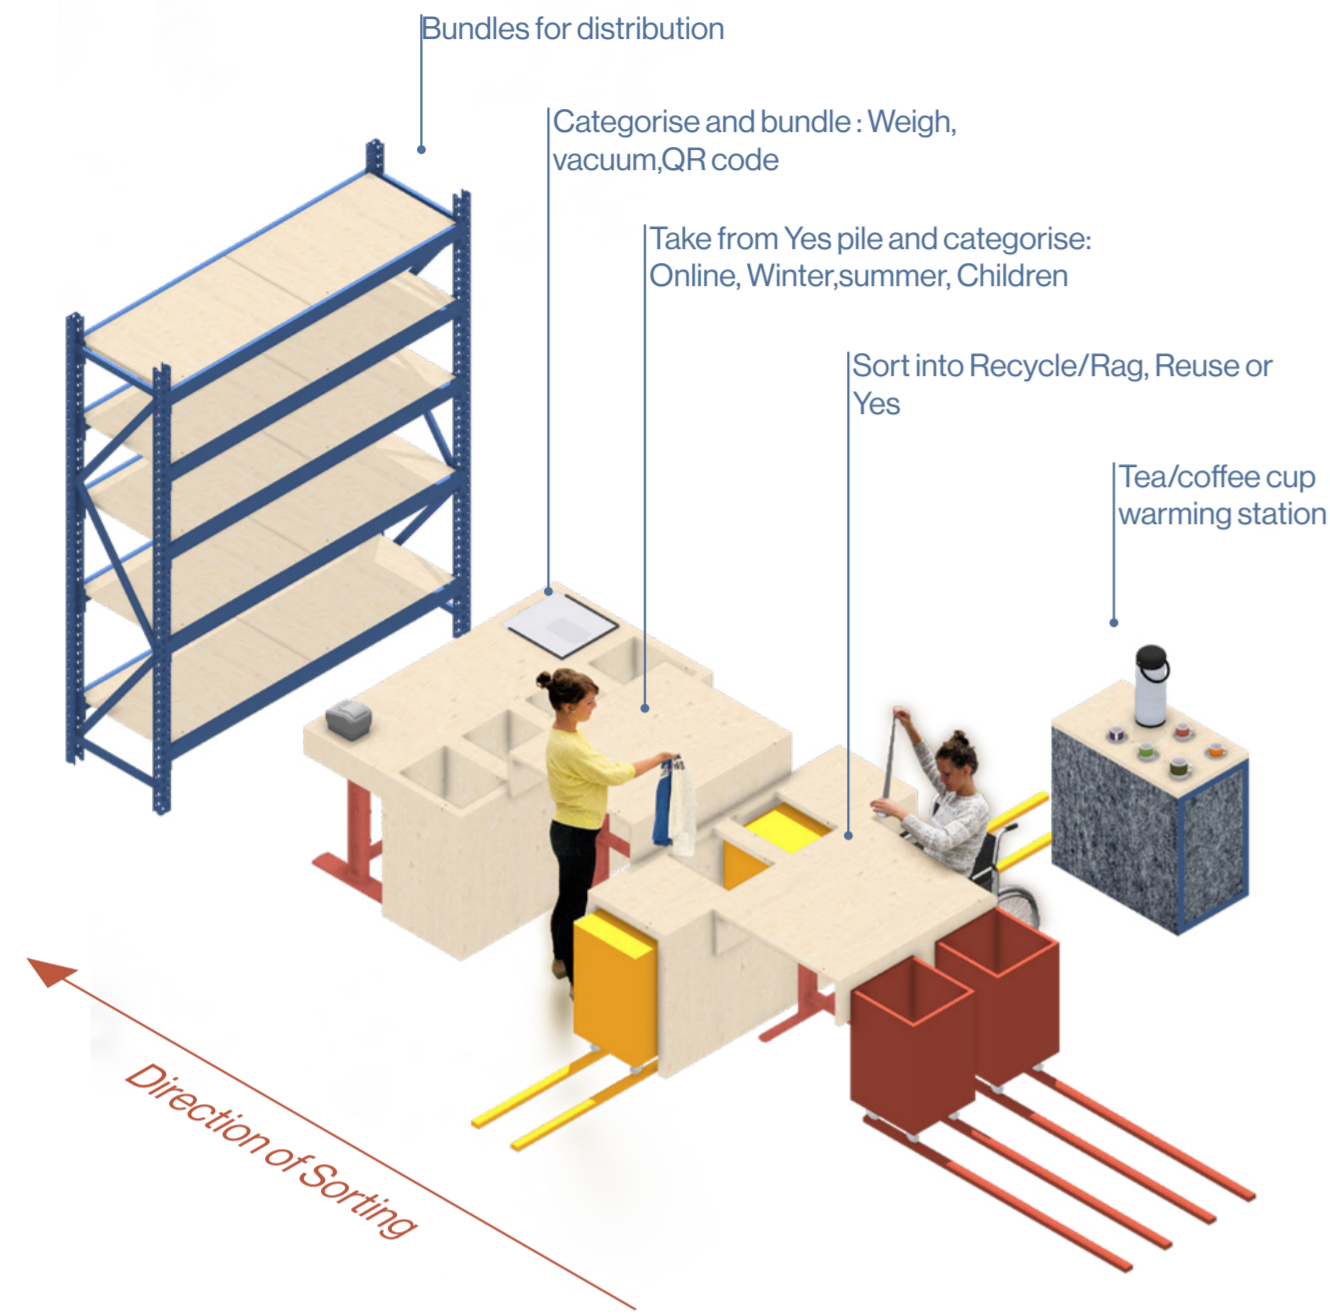 Bundles for distribution
Categorise and bundle : Weigh,
vacuum,QR code
Take from Yes pile and categorise:
Online, Winter,summer, Children
Sort into Recycle/Rag, Reuse or
Yes
Tea/coffee cup
warming station
Direction of Sorting